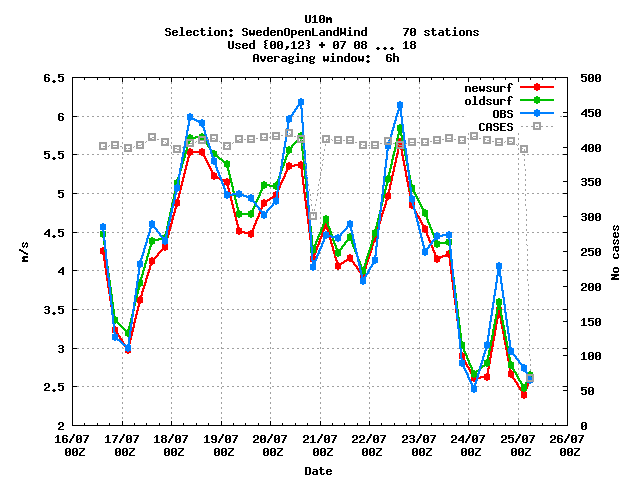 U10m
Selection: SwedenOpenLandWind 70 stations
Used {00,12} + 07 08 ... 18
Averaging window: 6h
newsurf
oldsurf
OBS
CASES
6.5
6
5.5
5
4.5
4
3.5
3
2.5
2
m/s
500
450
400
350
300
250
200
150
100
50
0
No cases
16/07 17/07 18/07 19/07 20/07 21/07 22/07 23/07 24/07 25/07 26/07
00Z 00Z 00Z 00Z 00Z 00Z 00Z 00Z 00Z 00Z 00Z
Date